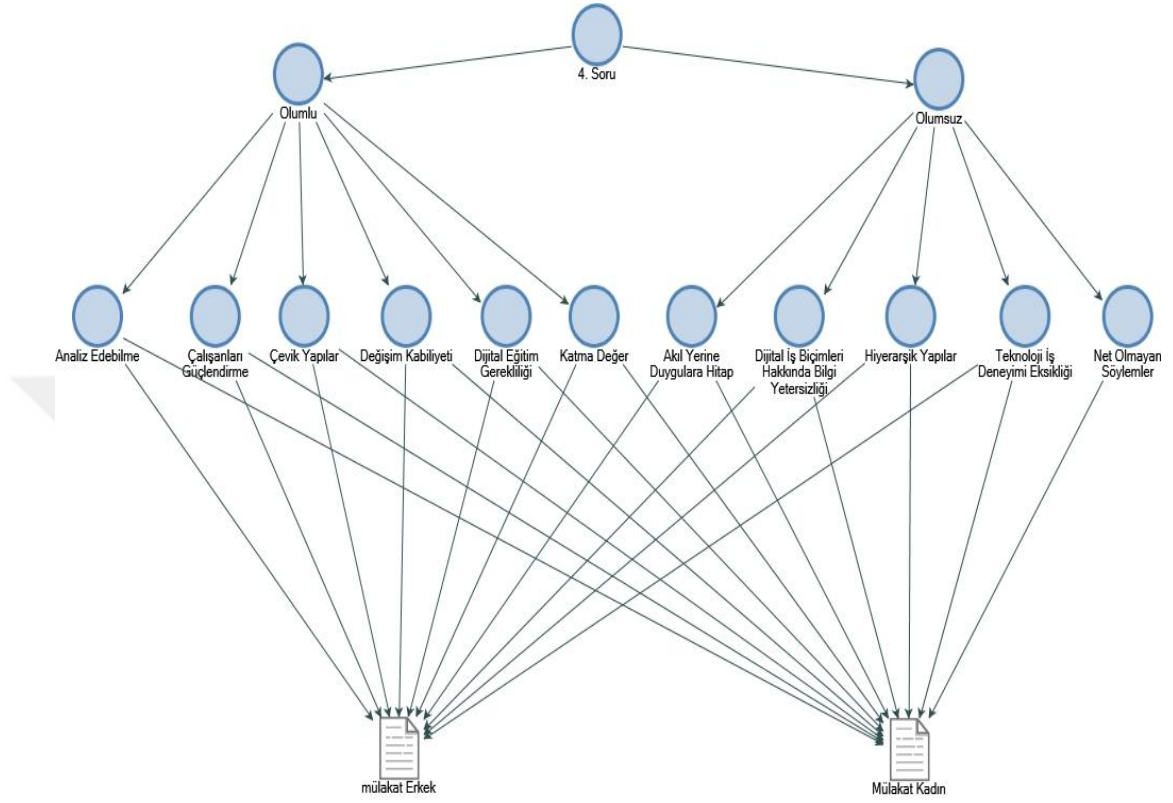 4. Soru
Olumlu
Olumsuz
Analiz Edebilme
Çalışanları
Güçlendirme
Çevik Yapılar
Değişim Kabiliyeti
Dijital Eğitim
Gerekliliği
Katma Değer
Akıl Yerine
Duygulara Hitap
Dijital İş Biçimleri
Hakkında Bilgi
Yetersizliği
Hiyerarşik Yapılar
Teknoloji İş
Deneyimi Eksikliği
Net Olmayan
Söylemler
mülakat Erkek
Mülakat Kadın